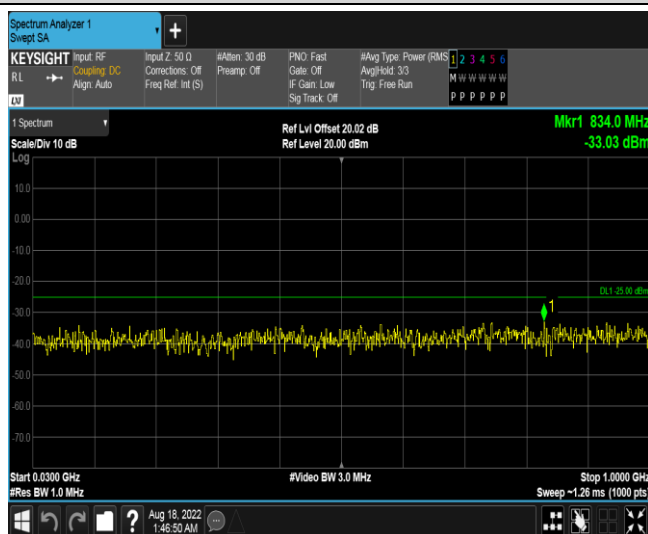 Spectrum Analyzer 1
Swept SA
+
KEYSIGHT
RL
LXI
Input: RF
Coupling: DC
Align: Auto
Input Z: 50 Ω
Corrections: Off
Freq Ref: Int (S)
#Atten: 30 dB
Preamp: Off
PNO: Fast
Gate: Off
IF Gain: Low
Sig Track: Off
#Avg Type: Power (RMS
Avg|Hold: 3/3
Trig: Free Run
1 2 3 4 5 6
M W W W W W
P P P P P P
1 Spectrum
Scale/Div 10 dB
Log
Ref Lvl Offset 20.02 dB
Ref Level 20.00 dBm
Mkr1 834.0 MHz
-33.03 dBm
10.0
0.00
-10.0
-20.0
DL1 -25.00 dBm
1
-30.0
-40.0
-50.0
-60.0
-70.0
Start 0.0300 GHz
#Res BW 1.0 MHz
#Video BW 3.0 MHz
Stop 1.0000 GHz
Sweep ~1.26 ms (1000 pts)
?
Aug 18, 2022
1:46:50 AM